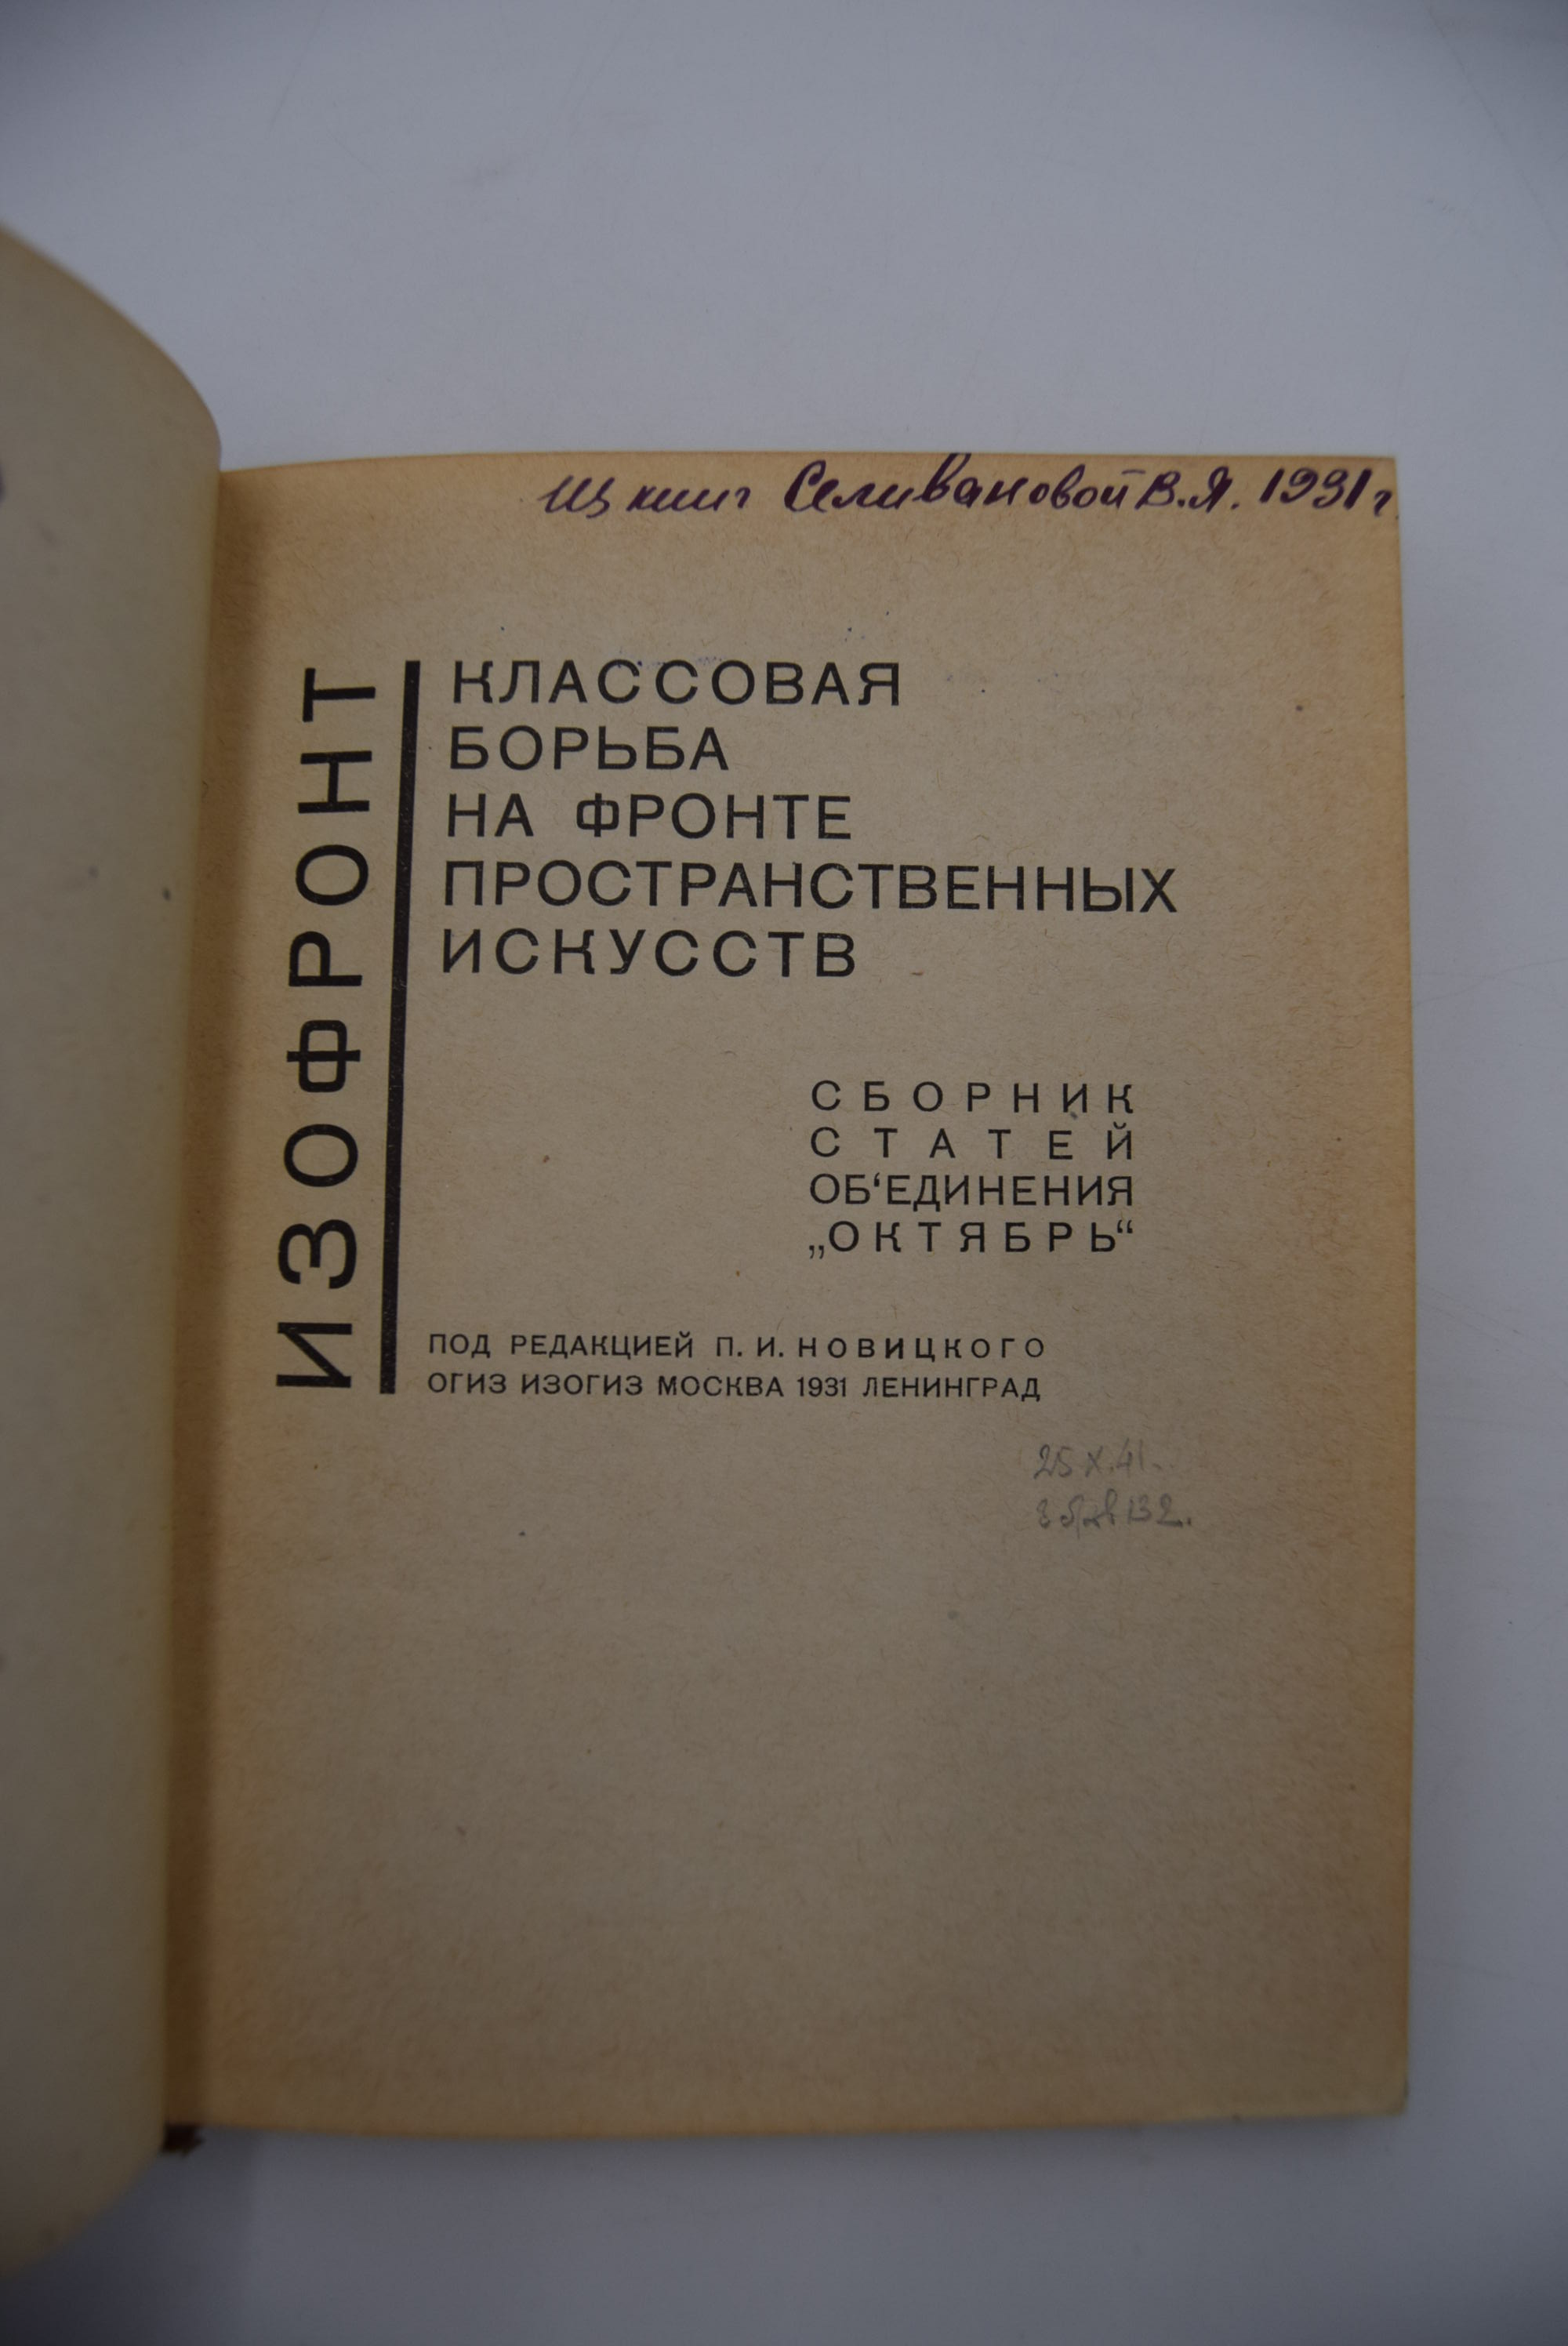 Из книг Селивановой В.Я. 1931 г
ИЗОФРОНТ
КЛАССОВАЯ
БОРЬБА
НА ФРОНТЕ
ПРОСТРАНСТВЕННЫХ
ИСКУССТВ
СБОРНИК
СТАТЕЙ
ОБ‘ЕДИНЕНИЯ
„ОКТЯБРЬ“
ПОД РЕДАКЦИЕЙ П. И. НОВИЦКОГО
ОГИЗ ИЗОГИЗ МОСКВА 1931 ЛЕНИНГРАД
25 X.41.
132.